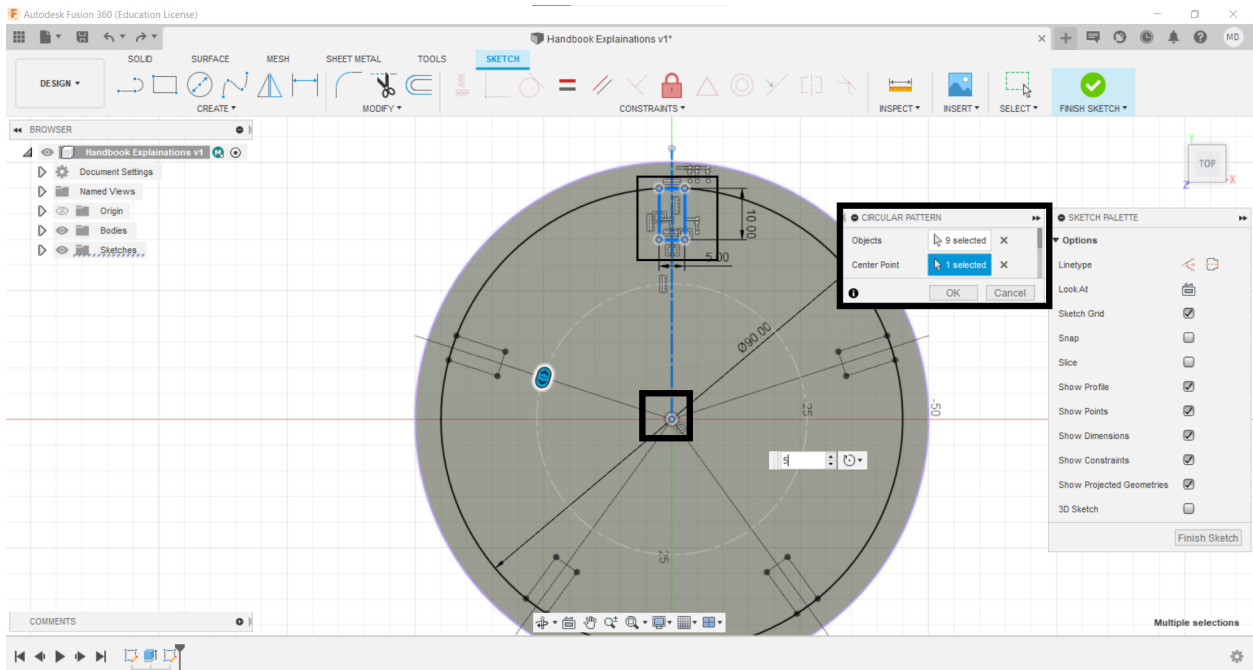 Autodesk Fusion 360 (Education License)
Handbook Explainations v1*
MD
SOLID SURFACE MESH SHEET METAL TOOLS SKETCH
DESIGN
CREATE MODIFY CONSTRAINTS INSPECT INSERT SELECT FINISH SKETCH
BROWSER
Handbook Explainations v1
Document Settings
Named Views
Origin
Bodies
Sketches
Y
TOP
X
Z
10.00
5.00
Ø90.00
25
-50
25
5
CIRCULAR PATTERN
Objects 9 selected
Center Point 1 selected
OK Cancel
SKETCH PALETTE
Options
Linetype
Look At
Sketch Grid
Snap
Slice
Show Profile
Show Points
Show Dimensions
Show Constraints
Show Projected Geometries
3D Sketch
Finish Sketch
COMMENTS
Multiple selections